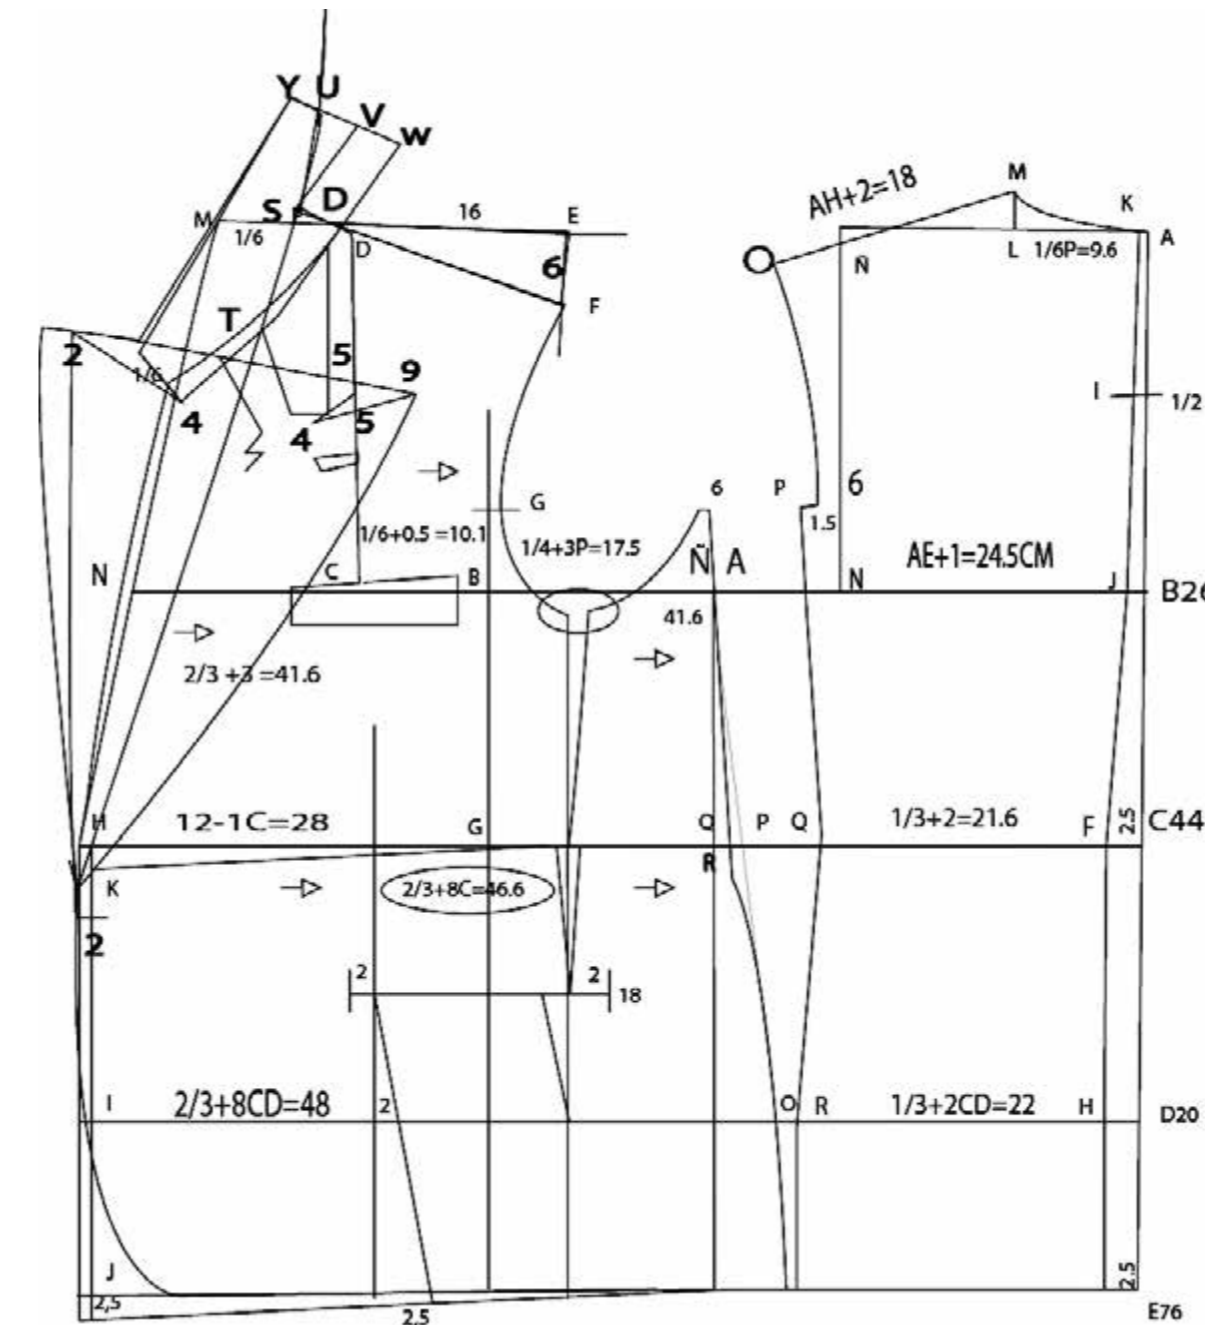 Y U
V
W
AH+2=18
M
K
S D
16
E
M
1/6
D
A
Ñ
L 1/6P=9.6
6
F
T
2
5
9
1/6
I
1/2
4
4
5
6
P
6
G
1.5
1/6+0.5 =10.1
1/4+3P=17.5
Ñ A
AE+1=24.5CM
N
C
B
N
J
B26
41.6
2/3 +3 =41.6
H
12-1C=28
G
Q
P
Q
1/3+2=21.6
F
2.5
C44
R
K
2/3+8C=46.6
2
2
2
18
I
2/3+8CD=48
2
O R
1/3+2CD=22
H
D20
J
2,5
2.5
2.5
E76